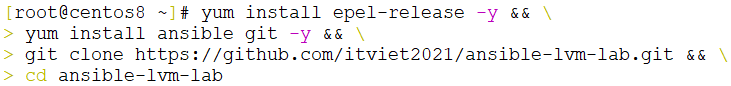 [root@centos8 ~]# yum install epel-release -y && \
> yum install ansible git -y && \
> git clone https://github.com/itviet2021/ansible-lvm-lab.git && \
> cd ansible-lvm-lab